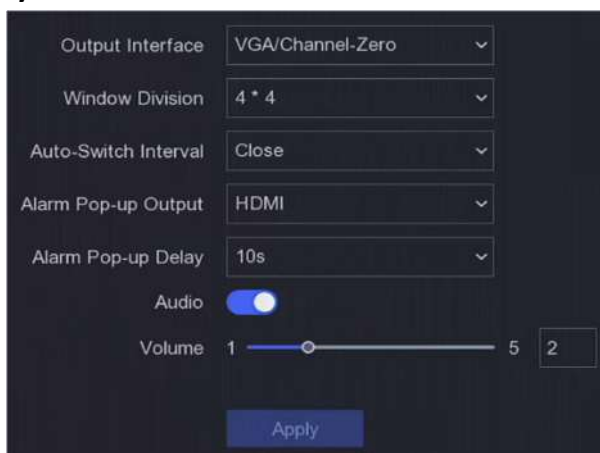 Output Interface VGA/Channel-Zero
Window Division 4 * 4
Auto-Switch Interval Close
Alarm Pop-up Output HDMI
Alarm Pop-up Delay 10s
Audio
Volume 1 5 2
Apply